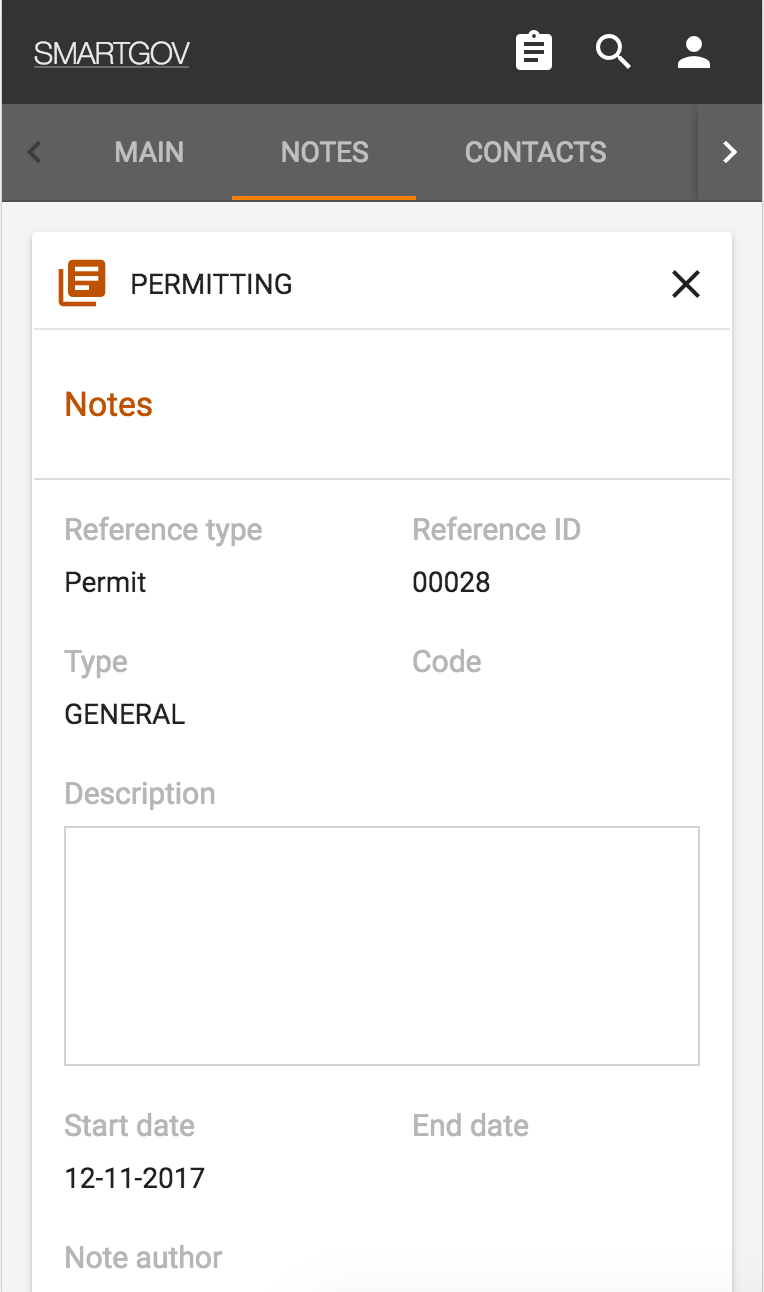 SMARTGOV
MAIN NOTES CONTACTS
PERMITTING
Notes
Reference type Reference ID
Permit 00028
Type Code
GENERAL
Description
Start date End date
12-11-2017
Note author